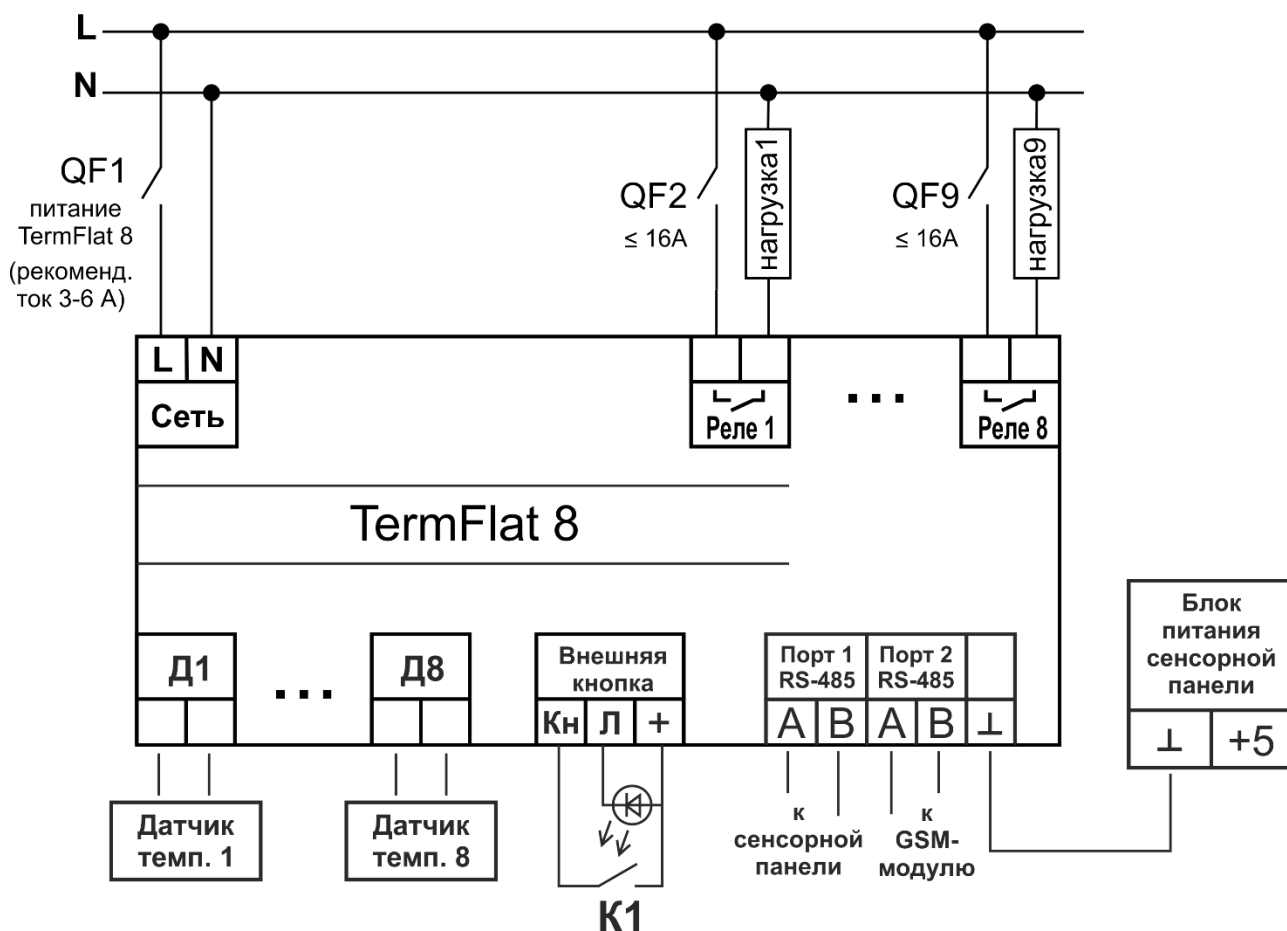 L
N
QF1
питание
TermFlat 8
(рекоменд.
ток 3-6 А)
QF2
≤ 16А
нагрузка1
QF9
≤ 16А
нагрузка9
L N
Сеть
Реле 1
...
Реле 8
TermFlat 8
Д1
...
Д8
Внешняя
кнопка
Кн Л +
Порт 1
RS-485
Порт 2
RS-485
A B A B ⊥
Блок
питания
сенсорной
панели
⊥ +5
Датчик
темп. 1
Датчик
темп. 8
К1
к
сенсорной
панели
к
GSM-
модулю